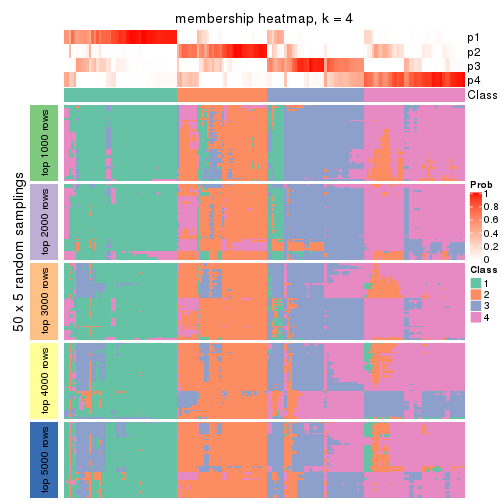 membership heatmap, k = 4
p1
p2
p3
p4
Class
50 x 5 random samplings
top 1000 rows
top 2000 rows
top 3000 rows
top 4000 rows
top 5000 rows
Prob
1
0.8
0.6
0.4
0.2
0
Class
1
2
3
4